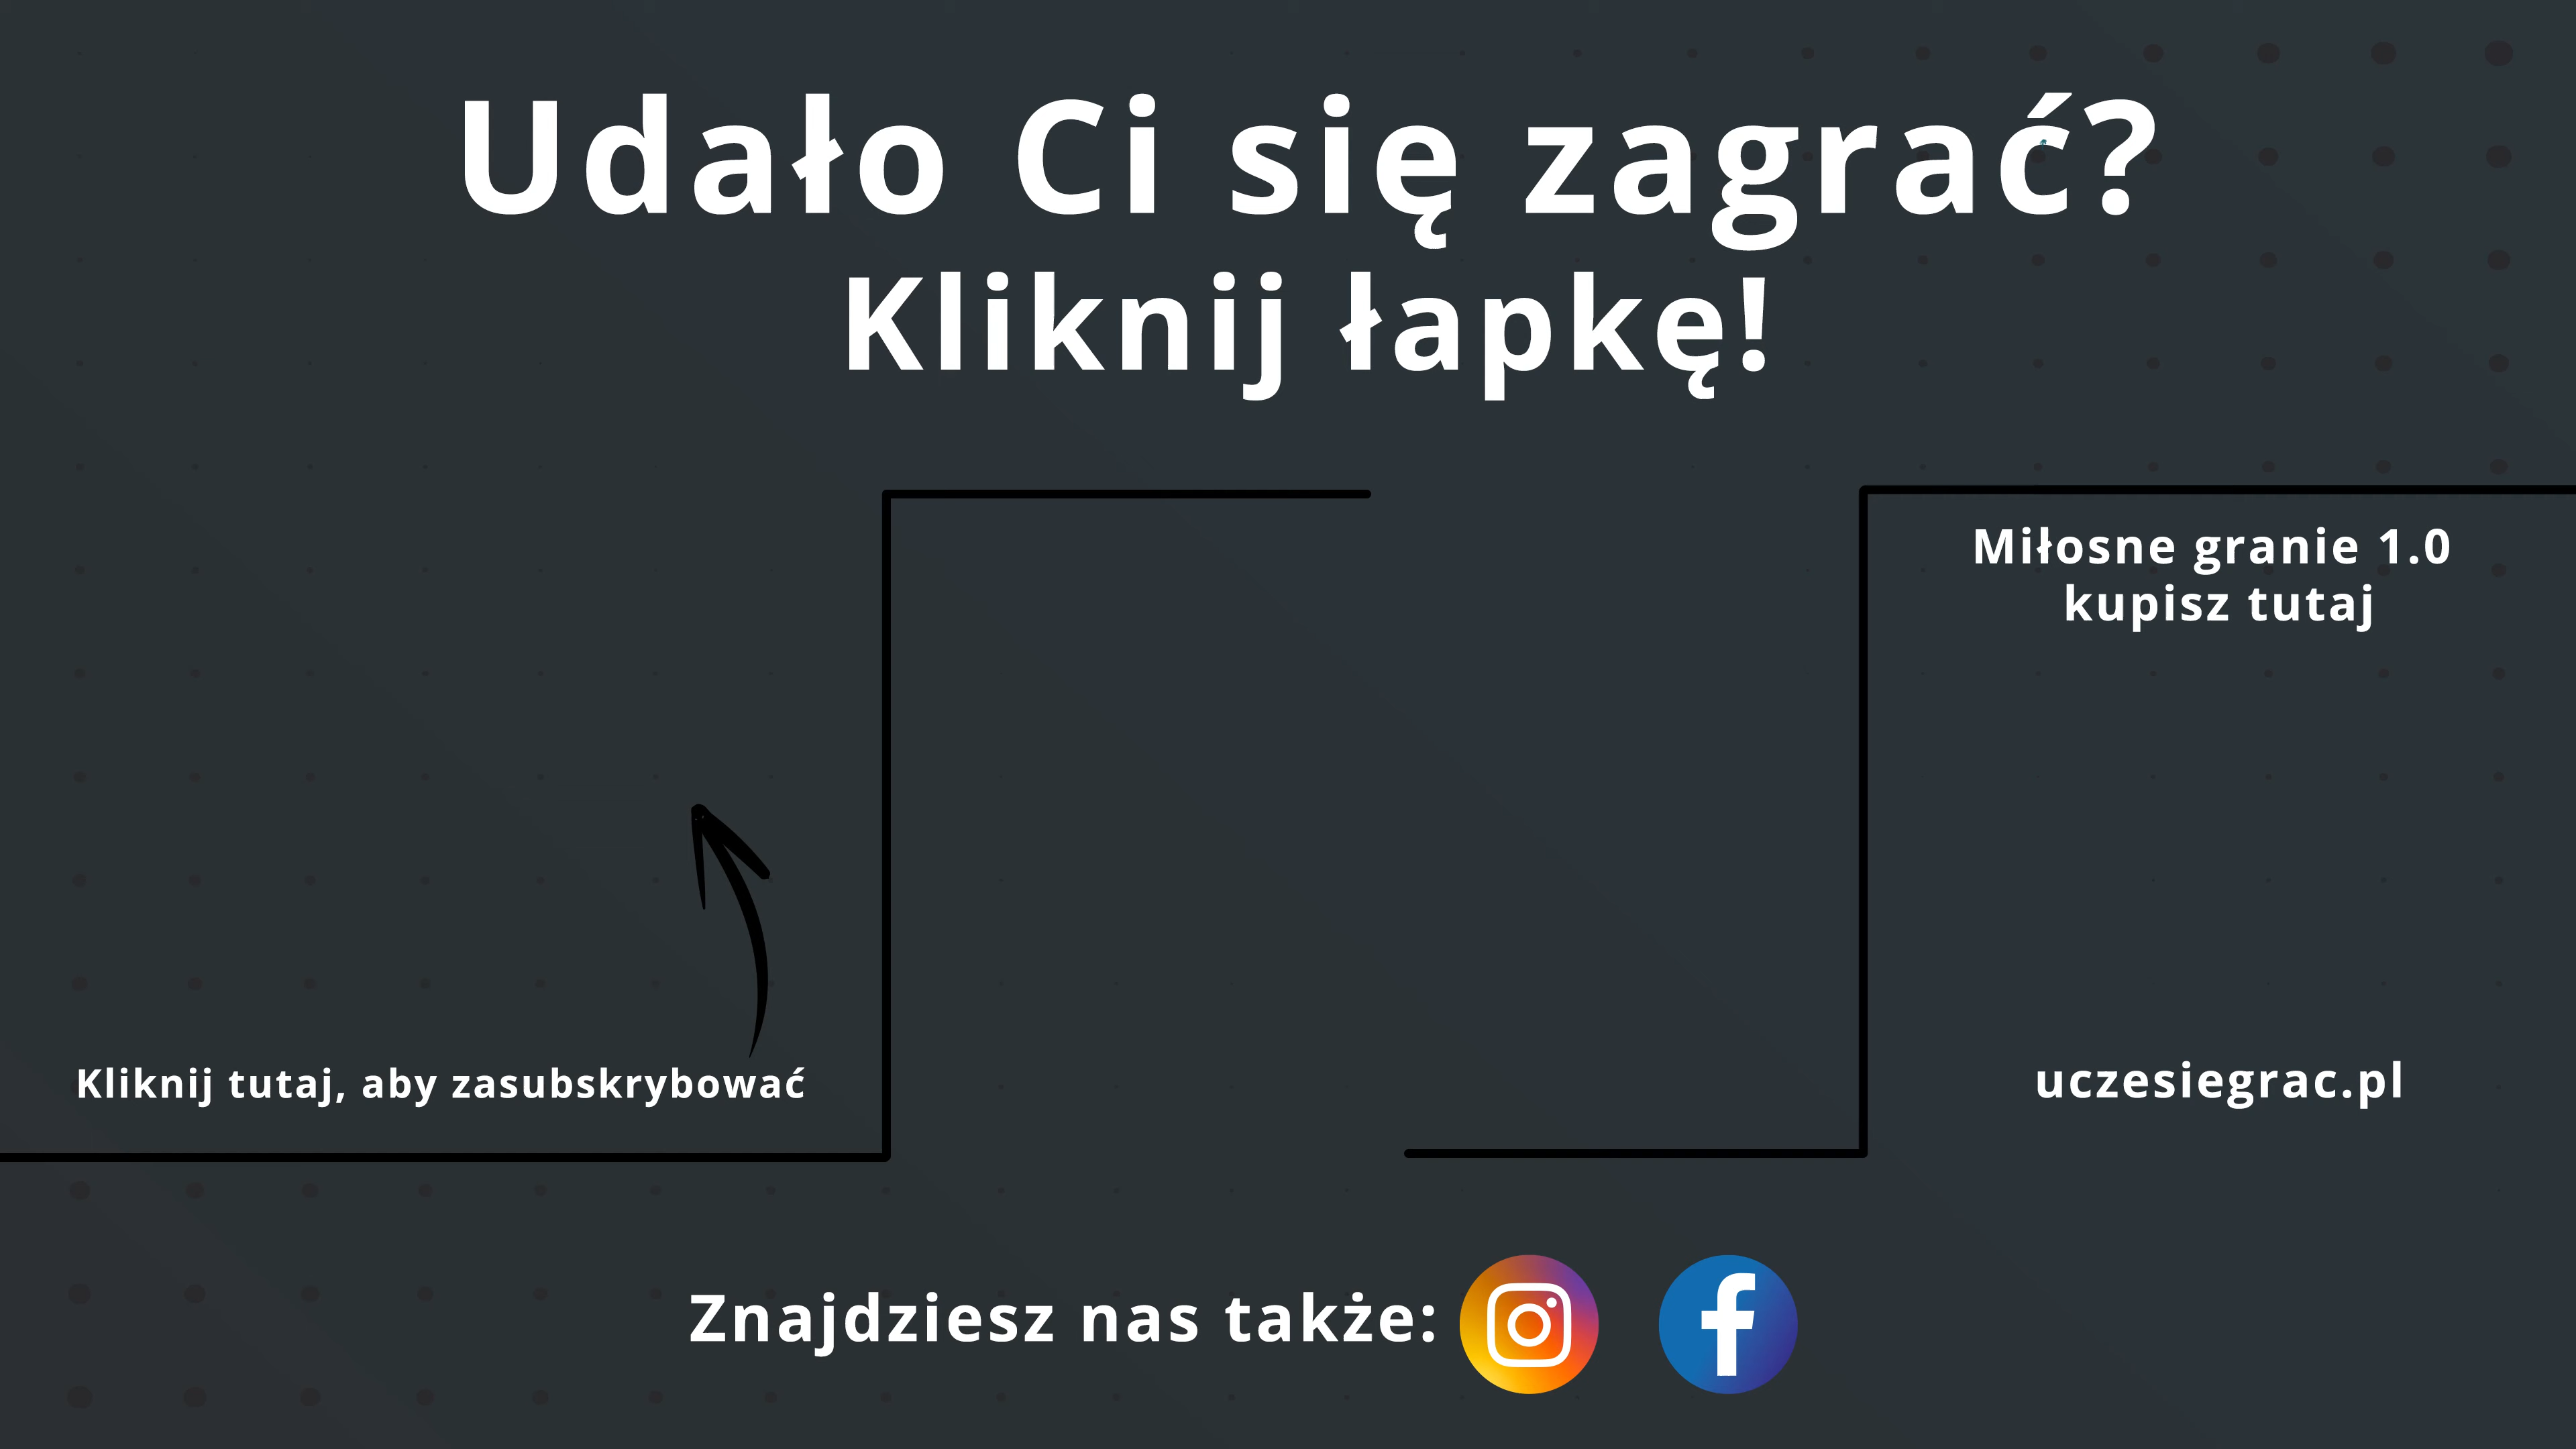 Udało Ci się zagrać?
Kliknij łapkę!
Miłosne granie 1.0
kupisz tutaj
Kliknij tutaj, aby zasubskrybować
uczesiegrac.pl
Znajdziesz nas także: